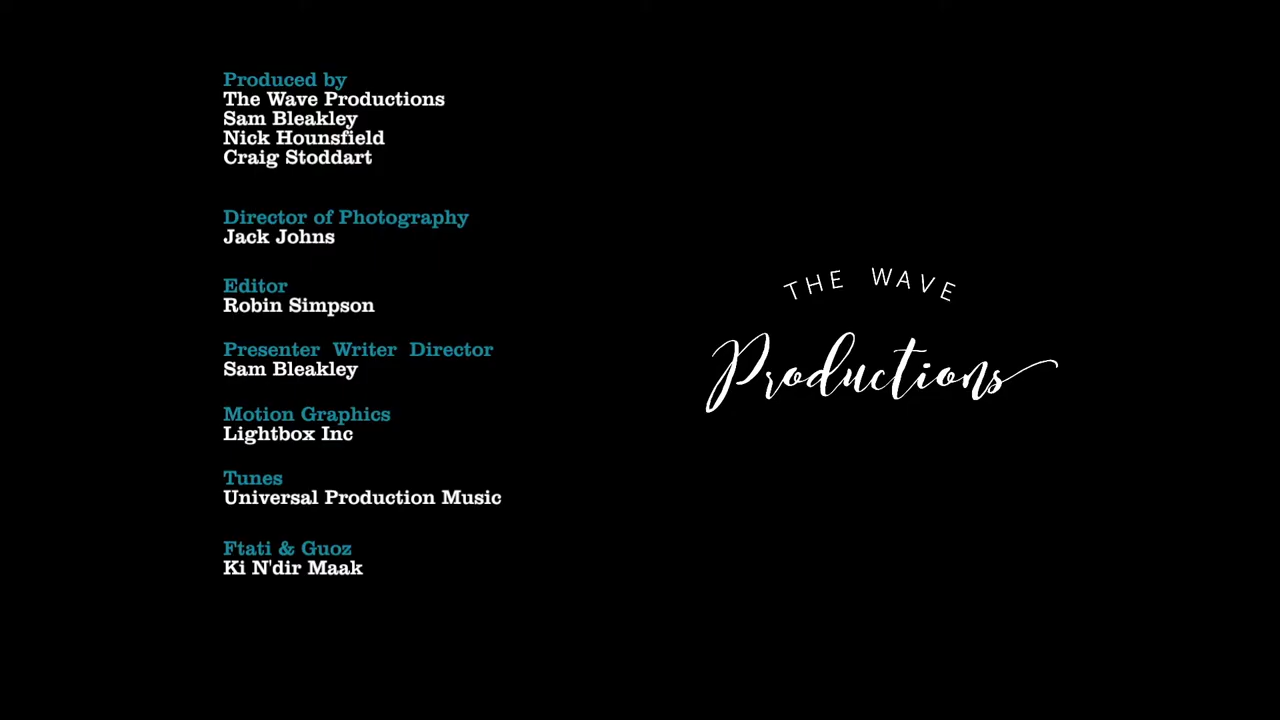 Produced by
The Wave Productions
Sam Bleakley
Nick Hounsfield
Craig Stoddart
Director of Photography
Jack Johns
Editor
Robin Simpson
Presenter Writer Director
Sam Bleakley
Motion Graphics
Lightbox Inc
Tunes
Universal Production Music
Ftati & Guoz
Ki N'dir Maak
THE WAVE
Productions